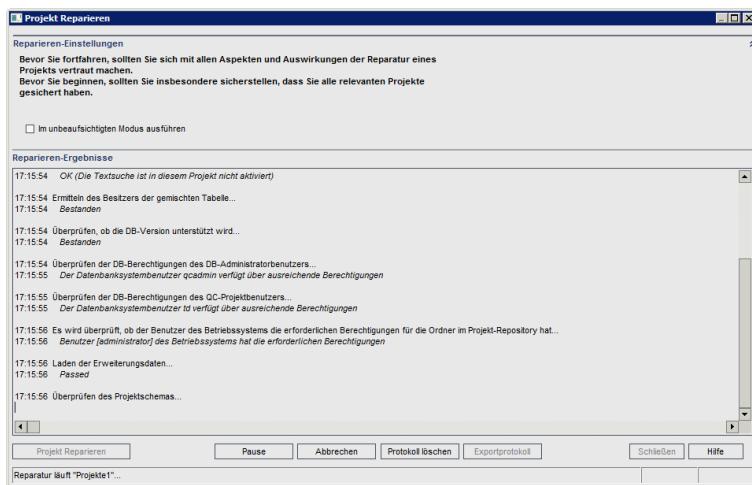 Projekt Reparieren
Reparieren-Einstellungen
Bevor Sie fortfahren, sollten Sie sich mit allen Aspekten und Auswirkungen der Reparatur eines
Projekts vertraut machen.
Bevor Sie beginnen, sollten Sie insbesondere sicherstellen, dass Sie alle relevanten Projekte
gesichert haben.
Im unbeaufsichtigten Modus ausführen
Reparieren-Ergebnisse
17:15:54 OK (Die Textsuche ist in diesem Projekt nicht aktiviert)
17:15:54 Ermitteln des Besitzers der gemischten Tabelle...
17:15:54 Bestanden
17:15:54 Überprüfen, ob die DB-Version unterstützt wird...
17:15:54 Bestanden
17:15:54 Überprüfen der DB-Berechtigungen des DB-Administratorbenutzers...
17:15:55 Der Datenbanksystembenutzer qcadmin verfügt über ausreichende Berechtigungen
17:15:55 Überprüfen der DB-Berechtigungen des QC-Projektbenutzers...
17:15:55 Der Datenbanksystembenutzer td verfügt über ausreichende Berechtigungen
17:15:56 Es wird überprüft, ob der Benutzer des Betriebssystems die erforderlichen Berechtigungen für die Ordner im Projekt-Repository hat...
17:15:56 Benutzer [administrator] des Betriebssystems hat die erforderlichen Berechtigungen
17:15:56 Laden der Erweiterungsdaten...
17:15:56 Passed
17:15:56 Überprüfen des Projektschemas...
Projekt Reparieren Pause Abbrechen Protokoll löschen Exportprotokoll Schließen Hilfe
Reparatur läuft "Projekte1"...